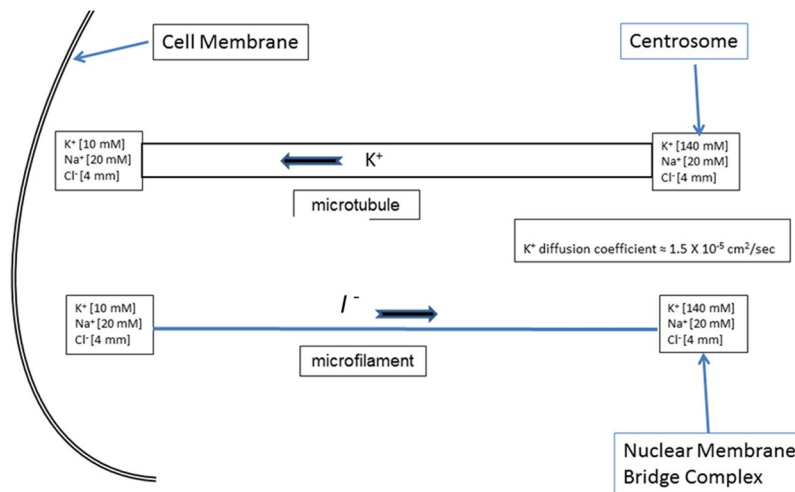 Cell Membrane
Centrosome
K⁺ [10 mM]
Na⁺ [20 mM]
Cl⁻ [4 mm]
K⁺
K⁺ [140 mM]
Na⁺ [20 mM]
Cl⁻ [4 mm]
microtubule
K⁺ diffusion coefficient ≈ 1.5 X 10⁻⁵ cm²/sec
I⁻
K⁺ [10 mM]
Na⁺ [20 mM]
Cl⁻ [4 mm]
K⁺ [140 mM]
Na⁺ [20 mM]
Cl⁻ [4 mm]
microfilament
Nuclear Membrane
Bridge Complex